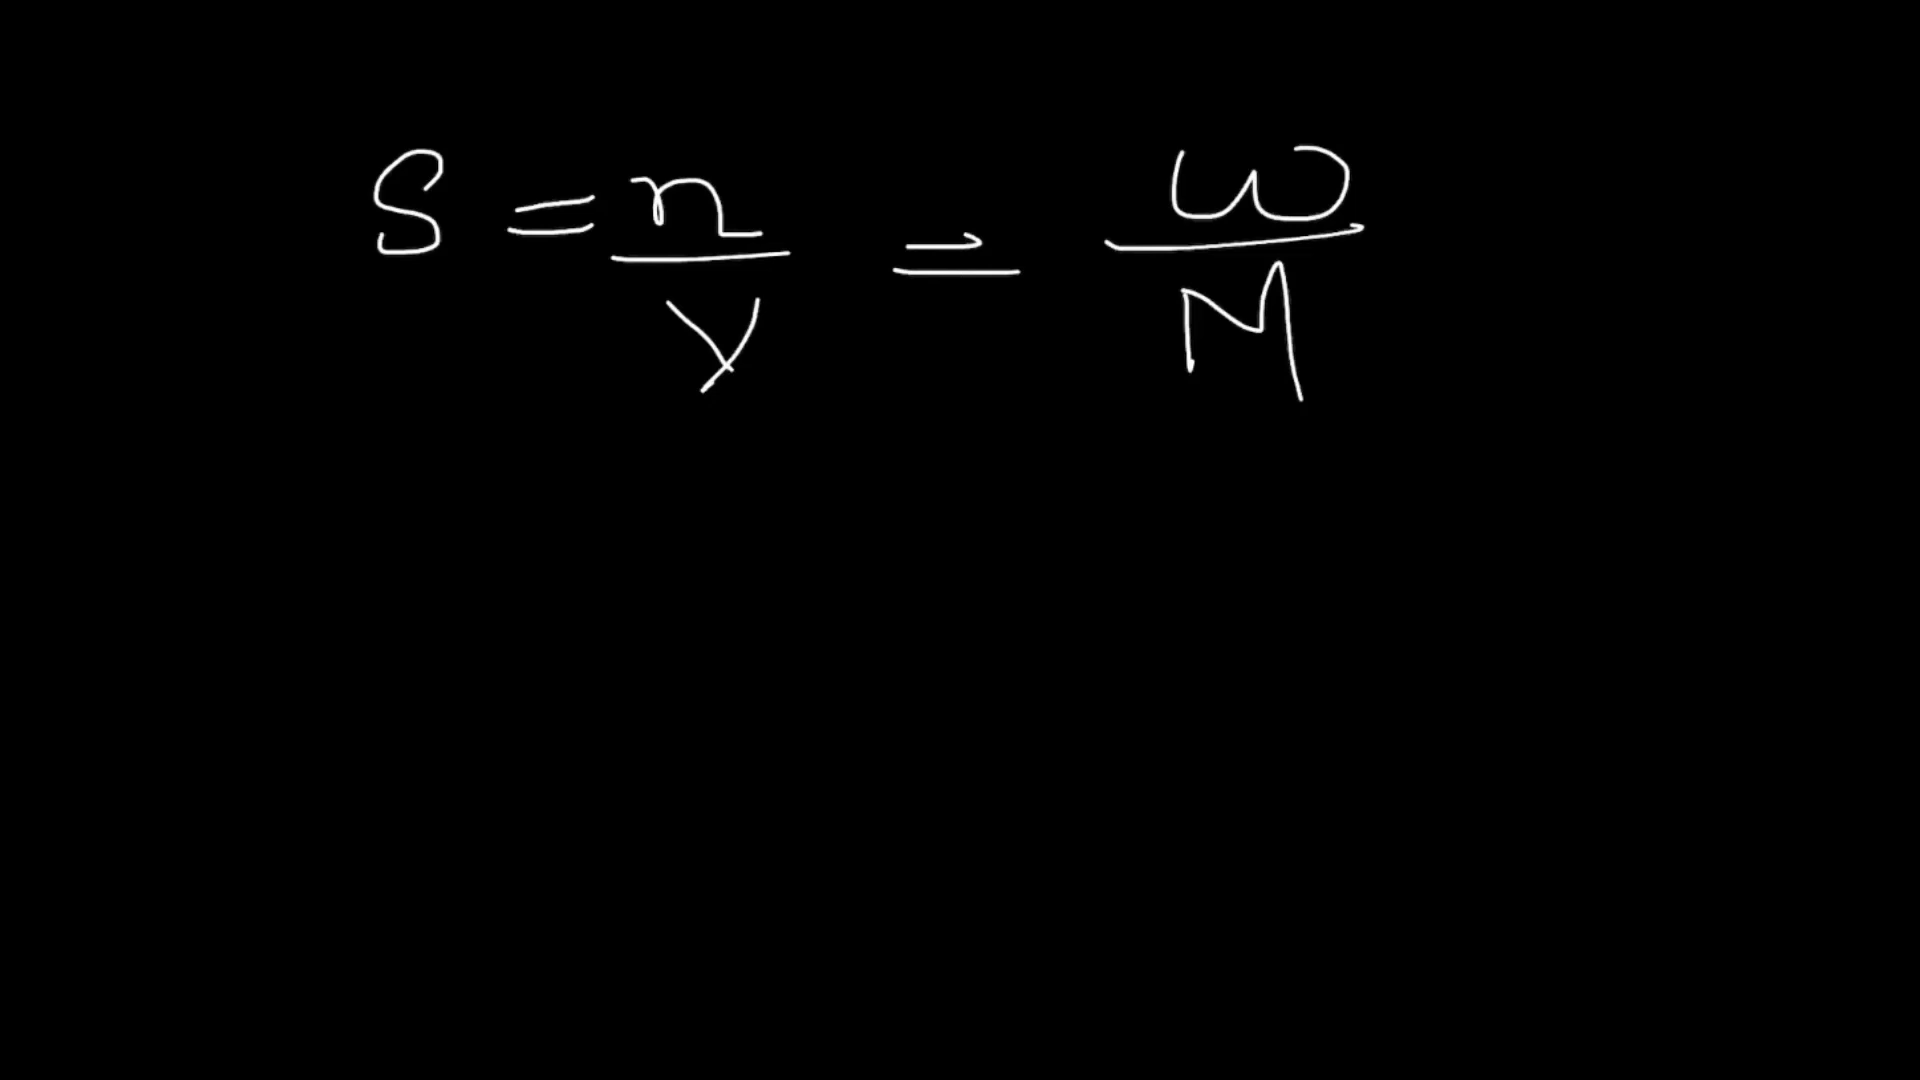 S = n/V = w/M